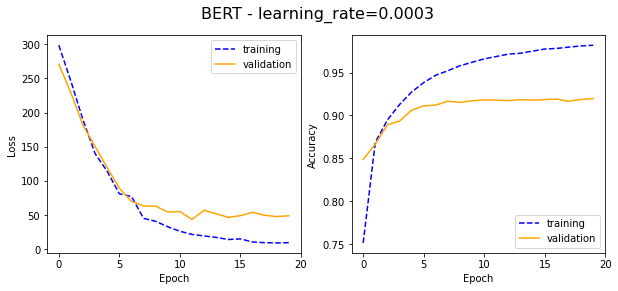 BERT - learning_rate=0.0003
Loss
300
250
200
150
100
50
0
0
5
10
15
20
Epoch
training
validation
Accuracy
0.95
0.90
0.85
0.80
0.75
0
5
10
15
20
Epoch
training
validation